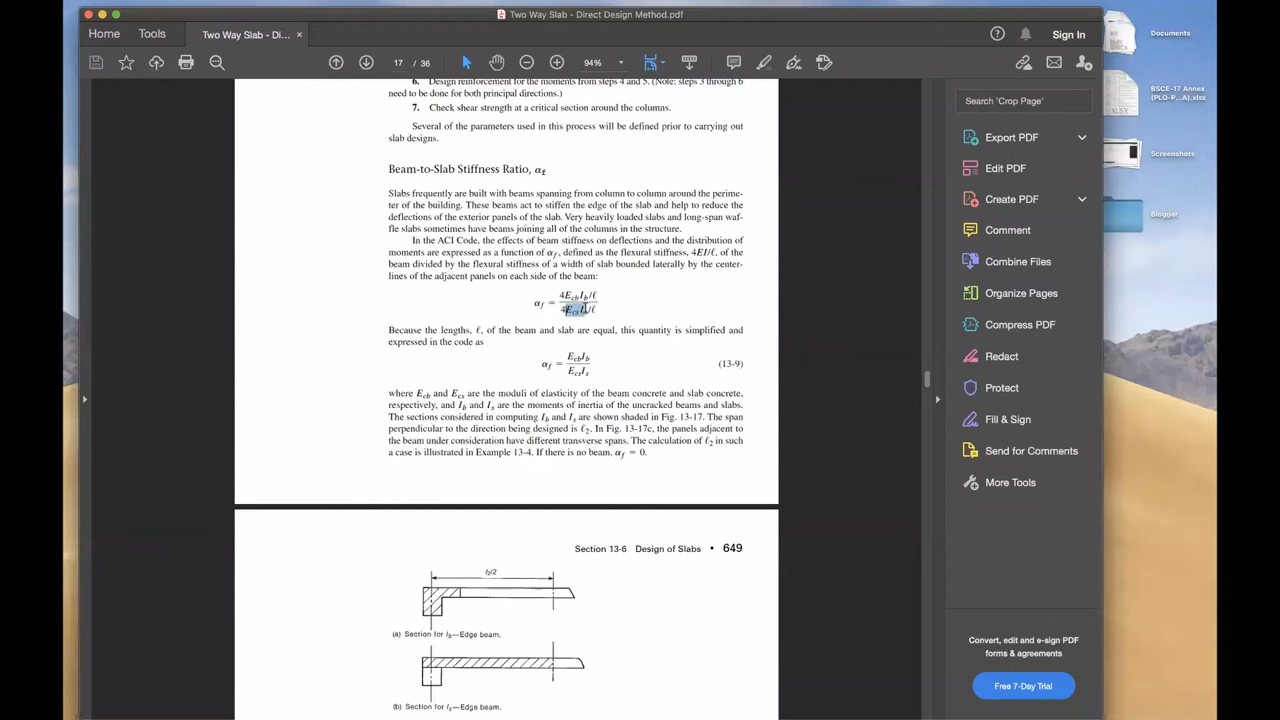 Two Way Slab - Direct Design Method.pdf
Home
Tools
Two Way Slab - Di...
×
Sign In
17 / 36
94%
Documents
BSCE-17 Annex
(PLO-P...A).xlsx
Screenshots
Blogger
Search 'Crop Page'
Export PDF
Edit PDF
Create PDF
Comment
Combine Files
Organize Pages
Compress PDF
Redact
Protect
Fill & Sign
Send for Comments
More Tools
Convert, edit and e-sign PDF
forms & agreements
Free 7-Day Trial
6. Design reinforcement for the moments from steps 4 and 5. (Note: steps 3 through 6
need to be done for both principal directions.)
7. Check shear strength at a critical section around the columns.
Several of the parameters used in this process will be defined prior to carrying out
slab designs.
Beam-to-Slab Stiffness Ratio, αf
Slabs frequently are built with beams spanning from column to column around the perime-
ter of the building. These beams act to stiffen the edge of the slab and help to reduce the
deflections of the exterior panels of the slab. Very heavily loaded slabs and long-span waf-
fle slabs sometimes have beams joining all of the columns in the structure.
In the ACI Code, the effects of beam stiffness on deflections and the distribution of
moments are expressed as a function of αf, defined as the flexural stiffness, 4EI/ℓ, of the
beam divided by the flexural stiffness of a width of slab bounded laterally by the center-
lines of the adjacent panels on each side of the beam:
αf = 4EcbIb/ℓ
4EcsIs/ℓ
Because the lengths, ℓ, of the beam and slab are equal, this quantity is simplified and
expressed in the code as
αf = EcbIb
EcsIs (13-9)
where Ecb and Ecs are the moduli of elasticity of the beam concrete and slab concrete,
respectively, and Ib and Is are the moments of inertia of the uncracked beams and slabs.
The sections considered in computing Ib and Is are shown shaded in Fig. 13-17. The span
perpendicular to the direction being designed is ℓ2. In Fig. 13-17c, the panels adjacent to
the beam under consideration have different transverse spans. The calculation of ℓ2 in such
a case is illustrated in Example 13-4. If there is no beam, αf = 0.
Section 13-6 Design of Slabs • 649
ℓ2/2
(a) Section for Ib—Edge beam.
(b) Section for Is—Edge beam.